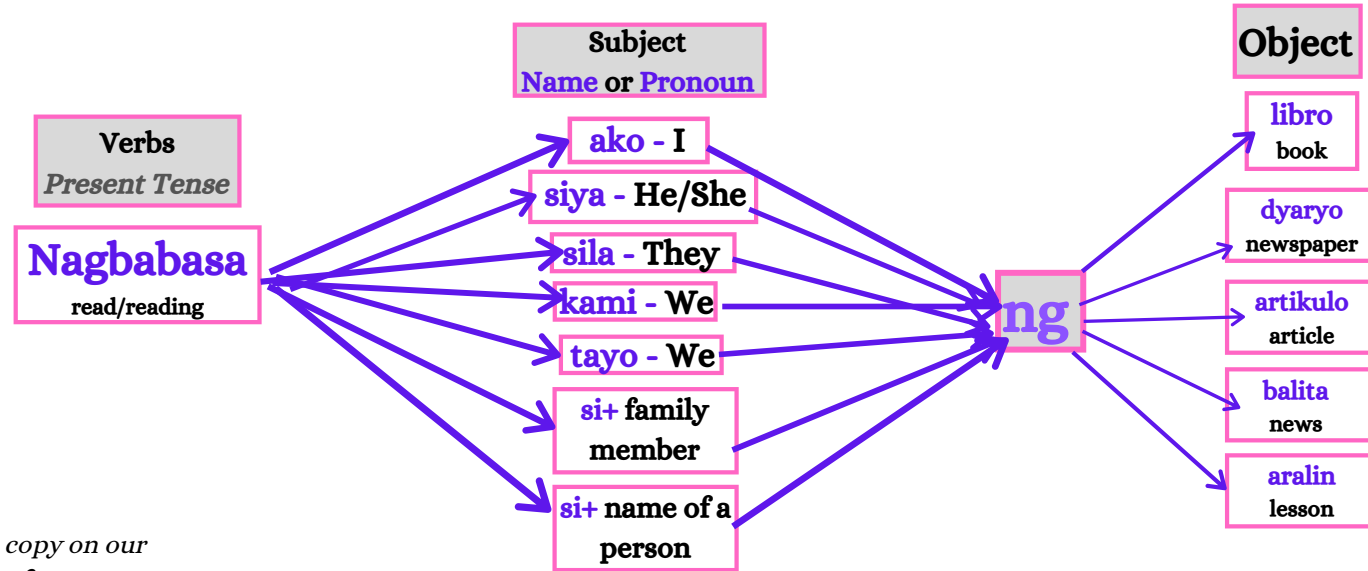 Verbs
Present Tense
Nagbabasa
read/reading
Subject
Name or Pronoun
ako - I
siya - He/She
sila - They
kami - We
tayo - We
si+ family
member
si+ name of a
person
ng
Object
libro
book
dyaryo
newspaper
artikulo
article
balita
news
aralin
lesson
copy on our